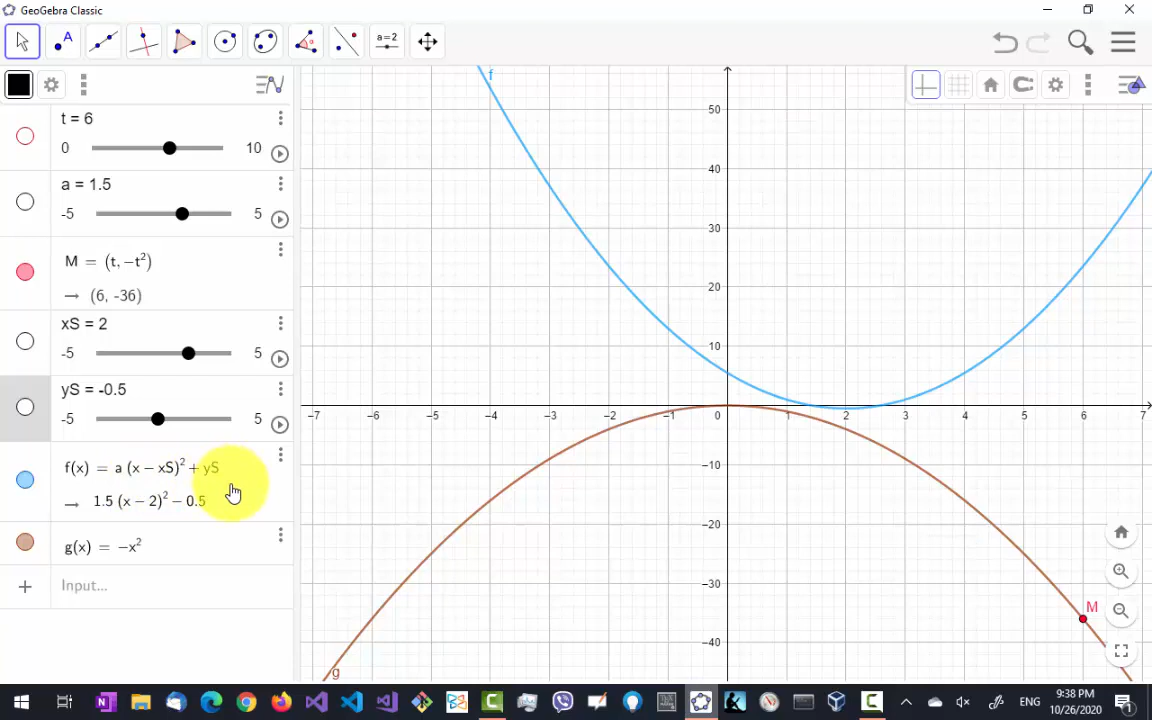 GeoGebra Classic
A
a=2
t = 6
0 10
a = 1.5
-5 5
M = (t, −t²)
→ (6, -36)
xS = 2
-5 5
yS = -0.5
-5 5
f(x) = a (x − xS)² + yS
→ 1.5 (x − 2)² − 0.5
g(x) = −x²
+ Input...
f
50
40
30
20
10
−7 −6 −5 −4 −3 −2 −1 0 1 2 3 4 5 6 7
−10
−20
−30
M
−40
g
ENG
9:38 PM
10/26/2020
1